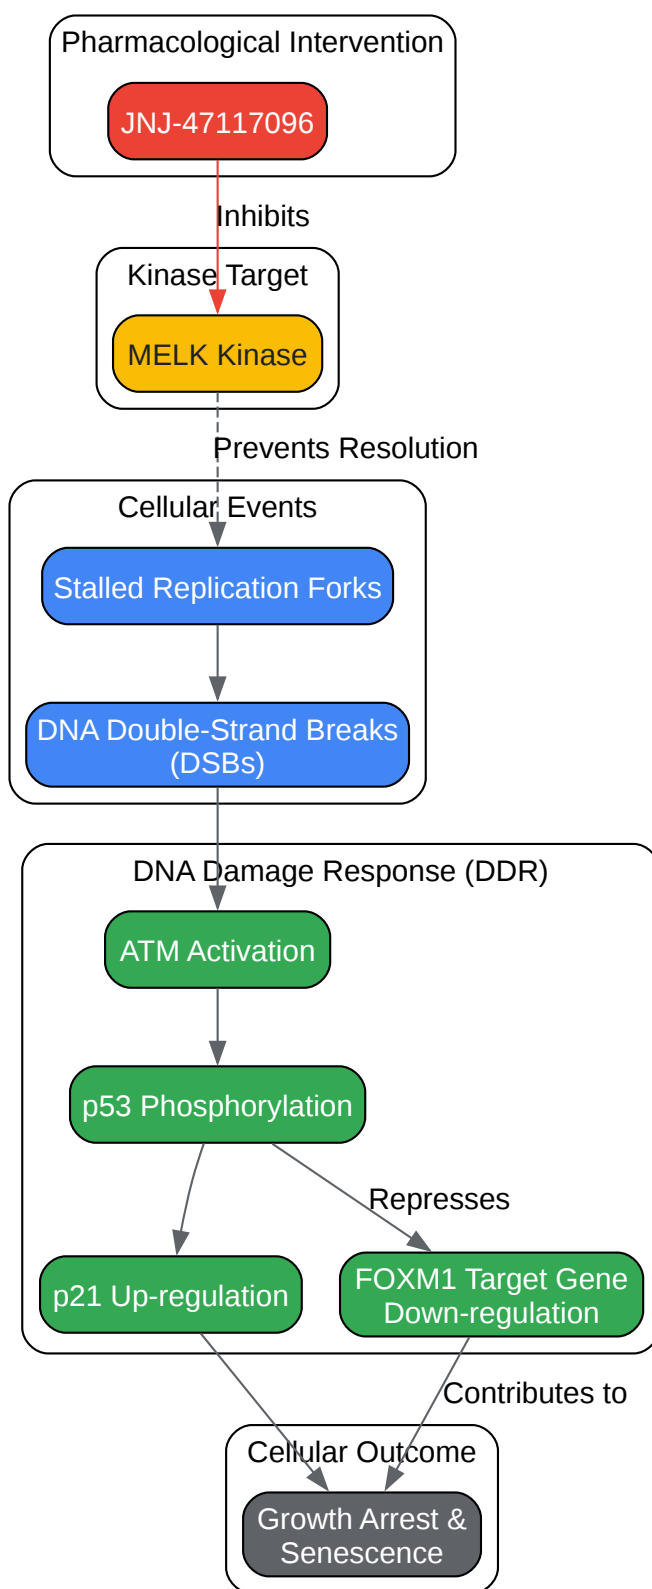 Pharmacological Intervention
JNJ-47117096
Inhibits
Kinase Target
MELK Kinase
Prevents Resolution
Cellular Events
Stalled Replication Forks
DNA Double-Strand Breaks
(DSBs)
DNA Damage Response (DDR)
ATM Activation
p53 Phosphorylation
Represses
p21 Up-regulation
FOXM1 Target Gene
Down-regulation
Contributes to
Cellular Outcome
Growth Arrest &
Senescence